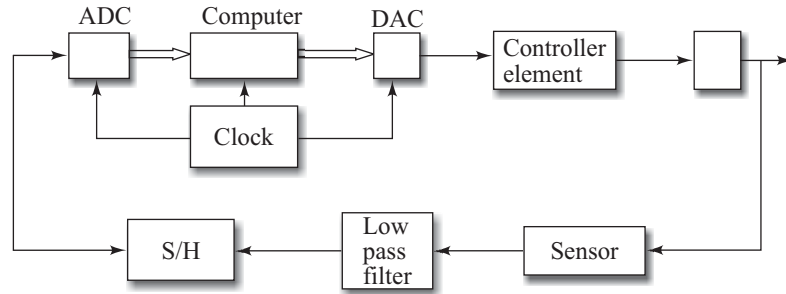 ADC
Computer
DAC
Controller
element
Clock
S/H
Low
pass
filter
Sensor